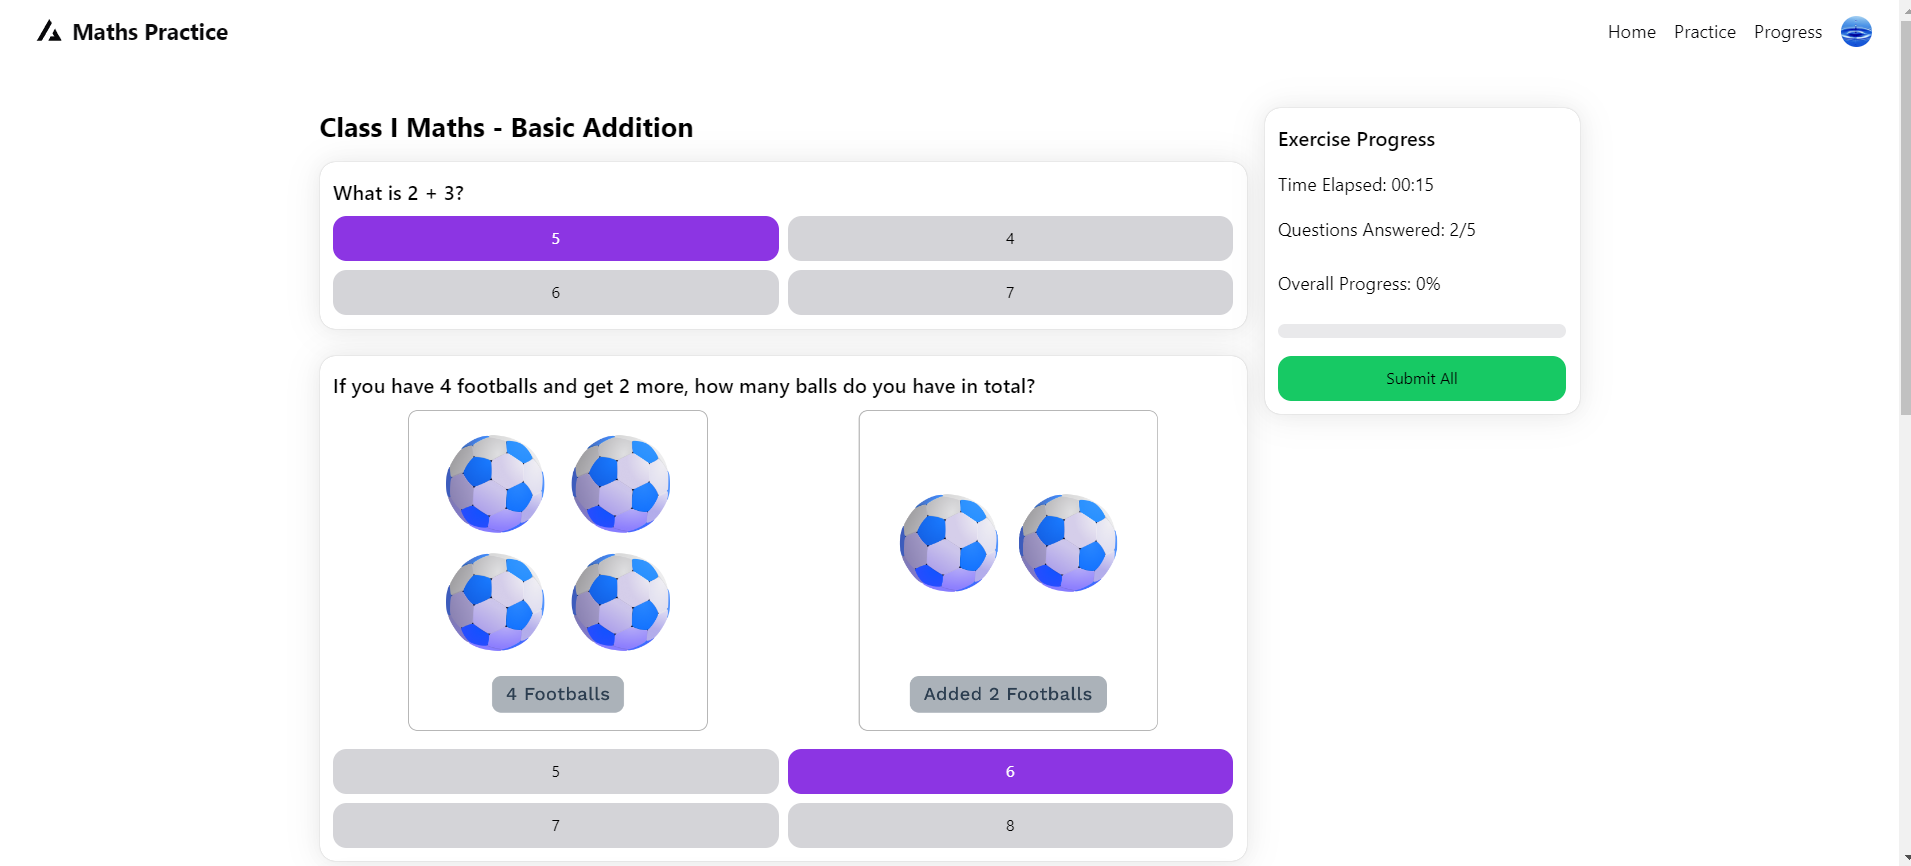 Maths Practice
Home
Practice
Progress
Class I Maths - Basic Addition
What is 2 + 3?
5
4
6
7
If you have 4 footballs and get 2 more, how many balls do you have in total?
4 Footballs
Added 2 Footballs
5
6
7
8
Exercise Progress
Time Elapsed: 00:15
Questions Answered: 2/5
Overall Progress: 0%
Submit All